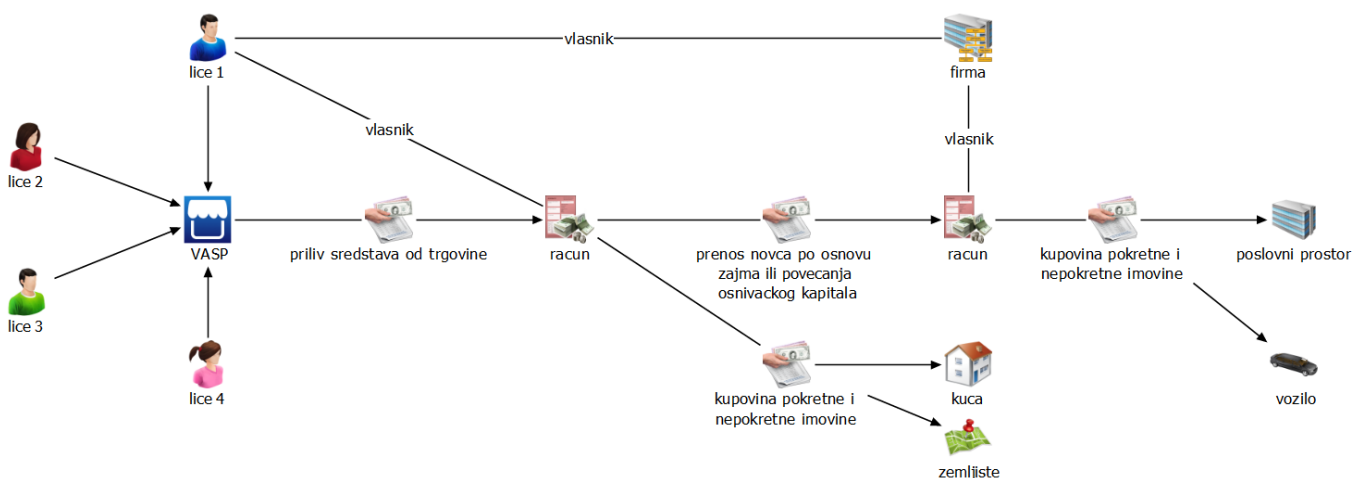 lice 1
vlasnik
firma
vlasnik
vlasnik
lice 2
VASP
priliv sredstava od trgovine
racun
prenos novca po osnovu
zajma ili povecanja
osnivackog kapitala
racun
kupovina pokretne i
nepokretne imovine
poslovni prostor
lice 3
lice 4
kupovina pokretne i
nepokretne imovine
kuca
vozilo
zemljiste